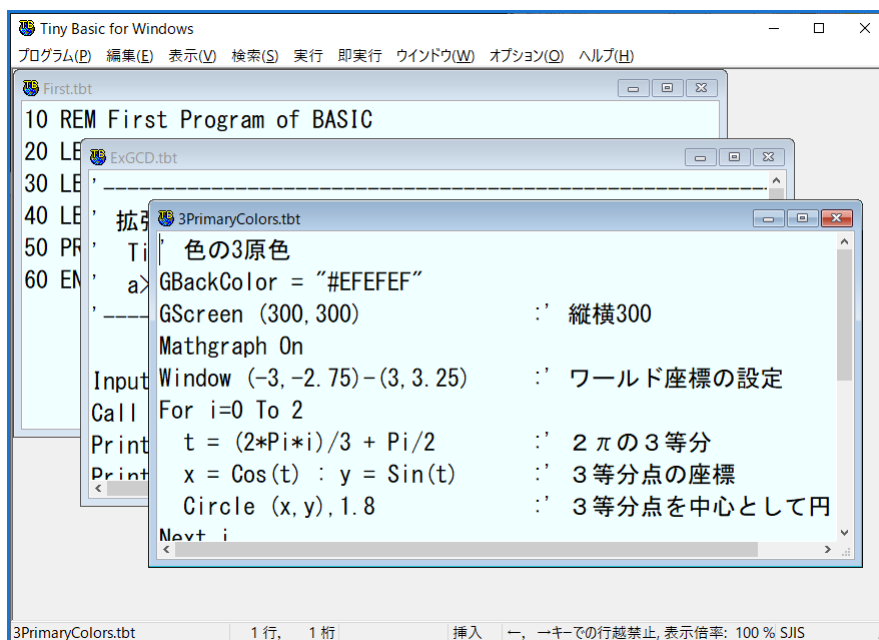 Tiny Basic for Windows
プログラム(P) 編集(E) 表示(V) 検索(S) 実行 即実行 ウインドウ(W) オプション(O) ヘルプ(H)
First.tbt
10 REM First Program of BASIC
20 LE
30 LE
40 LE
50 PR
60 EN
ExGCD.tbt
'
' 拡張
' Ti
' a>
'
Input
Call
Print
Print
3PrimaryColors.tbt
' 色の3原色
GBackColor = "#EFEFEF"
GScreen (300,300) :' 縦横300
Mathgraph On
Window (-3,-2.75)-(3,3.25) :' ワールド座標の設定
For i=0 To 2
t = (2*Pi*i)/3 + Pi/2 :' 2πの3等分
x = Cos(t) : y = Sin(t) :' 3等分点の座標
Circle (x,y),1.8 :' 3等分点を中心として円
Next i
3PrimaryColors.tbt 1 行, 1 桁 挿入 ←, →キーでの行越禁止, 表示倍率: 100 % SJIS